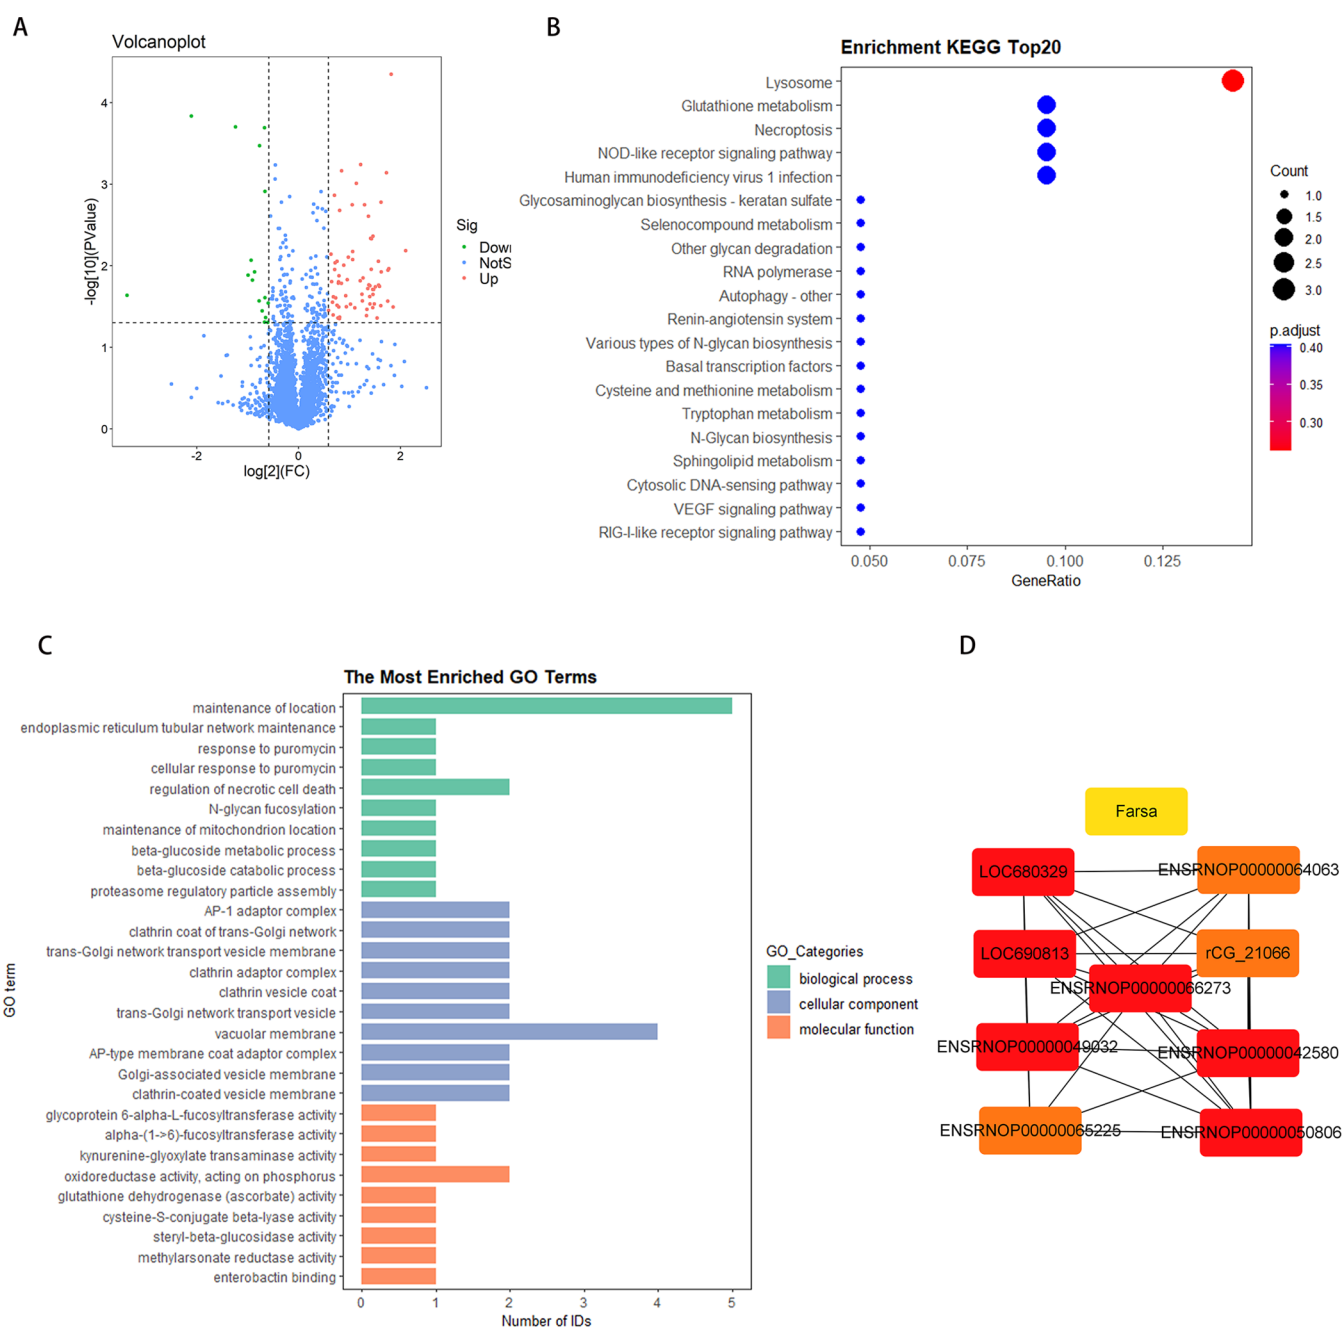 A
Volcanoplot
-log[10](PValue)
4
3
2
1
0
-2
0
2
log[2](FC)
Sig
Down
NotS
Up
B
Enrichment KEGG Top20
Lysosome
Glutathione metabolism
Necroptosis
NOD-like receptor signaling pathway
Human immunodeficiency virus 1 infection
Glycosaminoglycan biosynthesis - keratan sulfate
Selenocompound metabolism
Other glycan degradation
RNA polymerase
Autophagy - other
Renin-angiotensin system
Various types of N-glycan biosynthesis
Basal transcription factors
Cysteine and methionine metabolism
Tryptophan metabolism
N-Glycan biosynthesis
Sphingolipid metabolism
Cytosolic DNA-sensing pathway
VEGF signaling pathway
RIG-I-like receptor signaling pathway
0.050
0.075
0.100
0.125
GeneRatio
Count
1.0
1.5
2.0
2.5
3.0
p.adjust
0.40
0.35
0.30
C
The Most Enriched GO Terms
GO term
maintenance of location
endoplasmic reticulum tubular network maintenance
response to puromycin
cellular response to puromycin
regulation of necrotic cell death
N-glycan fucosylation
maintenance of mitochondrion location
beta-glucoside metabolic process
beta-glucoside catabolic process
proteasome regulatory particle assembly
AP-1 adaptor complex
clathrin coat of trans-Golgi network
trans-Golgi network transport vesicle membrane
clathrin adaptor complex
clathrin vesicle coat
trans-Golgi network transport vesicle
vacuolar membrane
AP-type membrane coat adaptor complex
Golgi-associated vesicle membrane
clathrin-coated vesicle membrane
glycoprotein 6-alpha-L-fucosyltransferase activity
alpha-(1->6)-fucosyltransferase activity
kynurenine-glyoxylate transaminase activity
oxidoreductase activity, acting on phosphorus
glutathione dehydrogenase (ascorbate) activity
cysteine-S-conjugate beta-lyase activity
steryl-beta-glucosidase activity
methylarsonate reductase activity
enterobactin binding
0
1
2
3
4
5
Number of IDs
GO_Categories
biological process
cellular component
molecular function
D
Farsa
LOC680329
ENSRNOP00000064063
LOC690813
rCG_21066
ENSRNOP00000066273
ENSRNOP00000049032
ENSRNOP00000042580
ENSRNOP00000065225
ENSRNOP00000050806